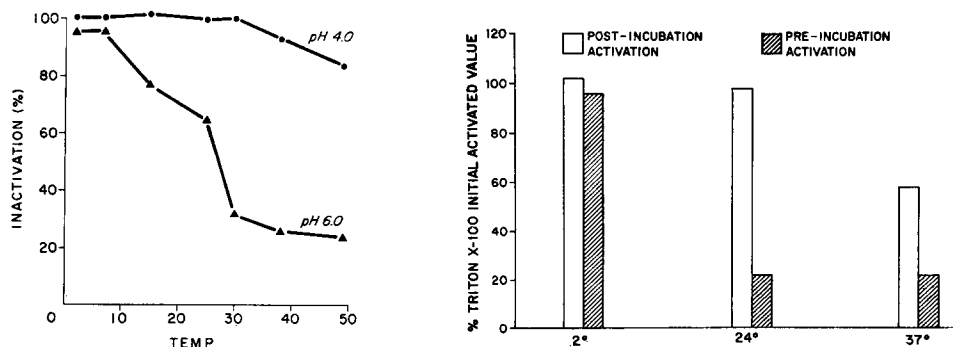 100
80
60
40
20
0
INACTIVATION (%)
pH 4.0
pH 6.0
0 10 20 30 40 50
TEMP
POST-INCUBATION ACTIVATION
PRE-INCUBATION ACTIVATION
% TRITON X-100 INITIAL ACTIVATED VALUE
120
100
80
60
40
20
0
2° 24° 37°